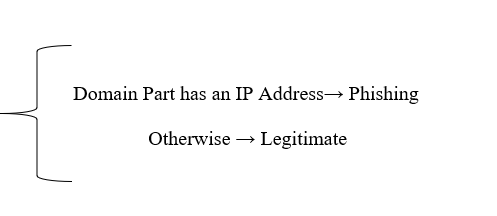 Domain Part has an IP Address→ Phishing
Otherwise → Legitimate